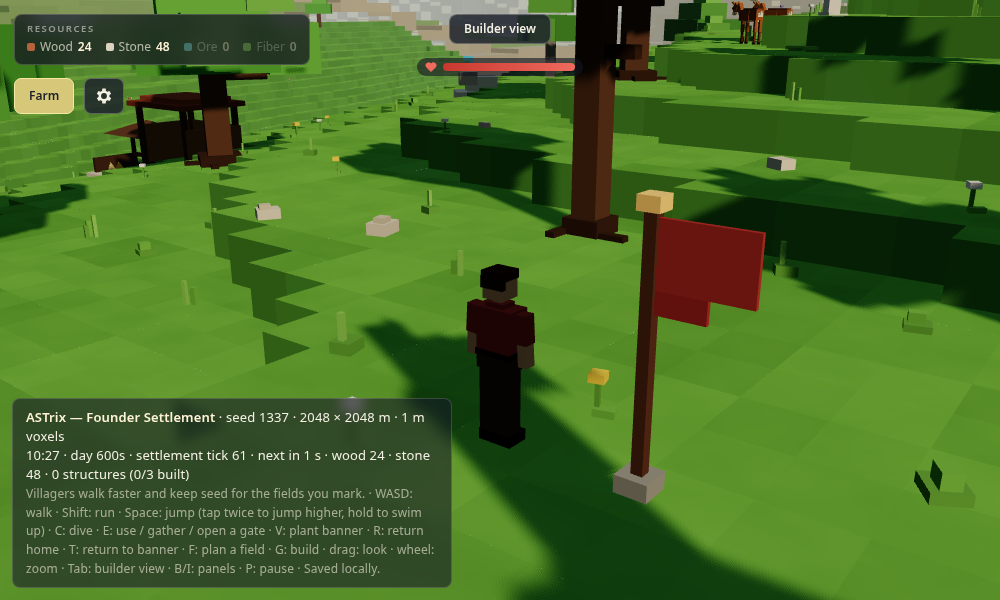 RESOURCES
Wood 24 Stone 48 Ore 0 Fiber 0
Builder view
Farm
ASTrix — Founder Settlement · seed 1337 · 2048 × 2048 m · 1 m
voxels
10:27 · day 600s · settlement tick 61 · next in 1 s · wood 24 · stone
48 · 0 structures (0/3 built)
Villagers walk faster and keep seed for the fields you mark. · WASD:
walk · Shift: run · Space: jump (tap twice to jump higher, hold to swim
up) · C: dive · E: use / gather / open a gate · V: plant banner · R: return
home · T: return to banner · F: plan a field · G: build · drag: look · wheel:
zoom · Tab: builder view · B/I: panels · P: pause · Saved locally.